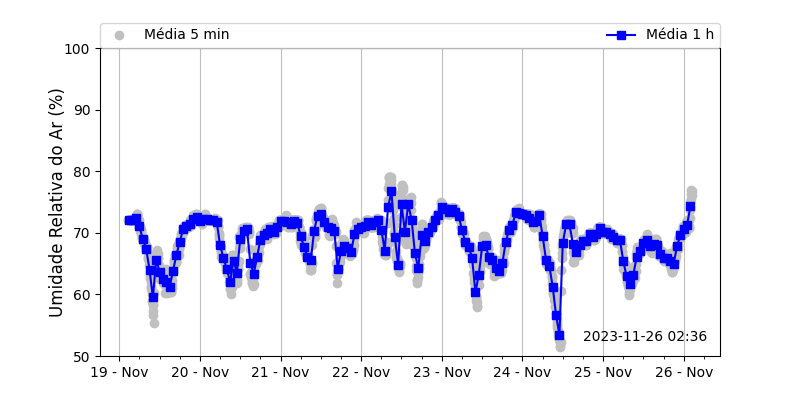 Média 5 min
Média 1 h
Umidade Relativa do Ar (%)
100
90
80
70
60
50
2023-11-26 02:36
19 - Nov
20 - Nov
21 - Nov
22 - Nov
23 - Nov
24 - Nov
25 - Nov
26 - Nov